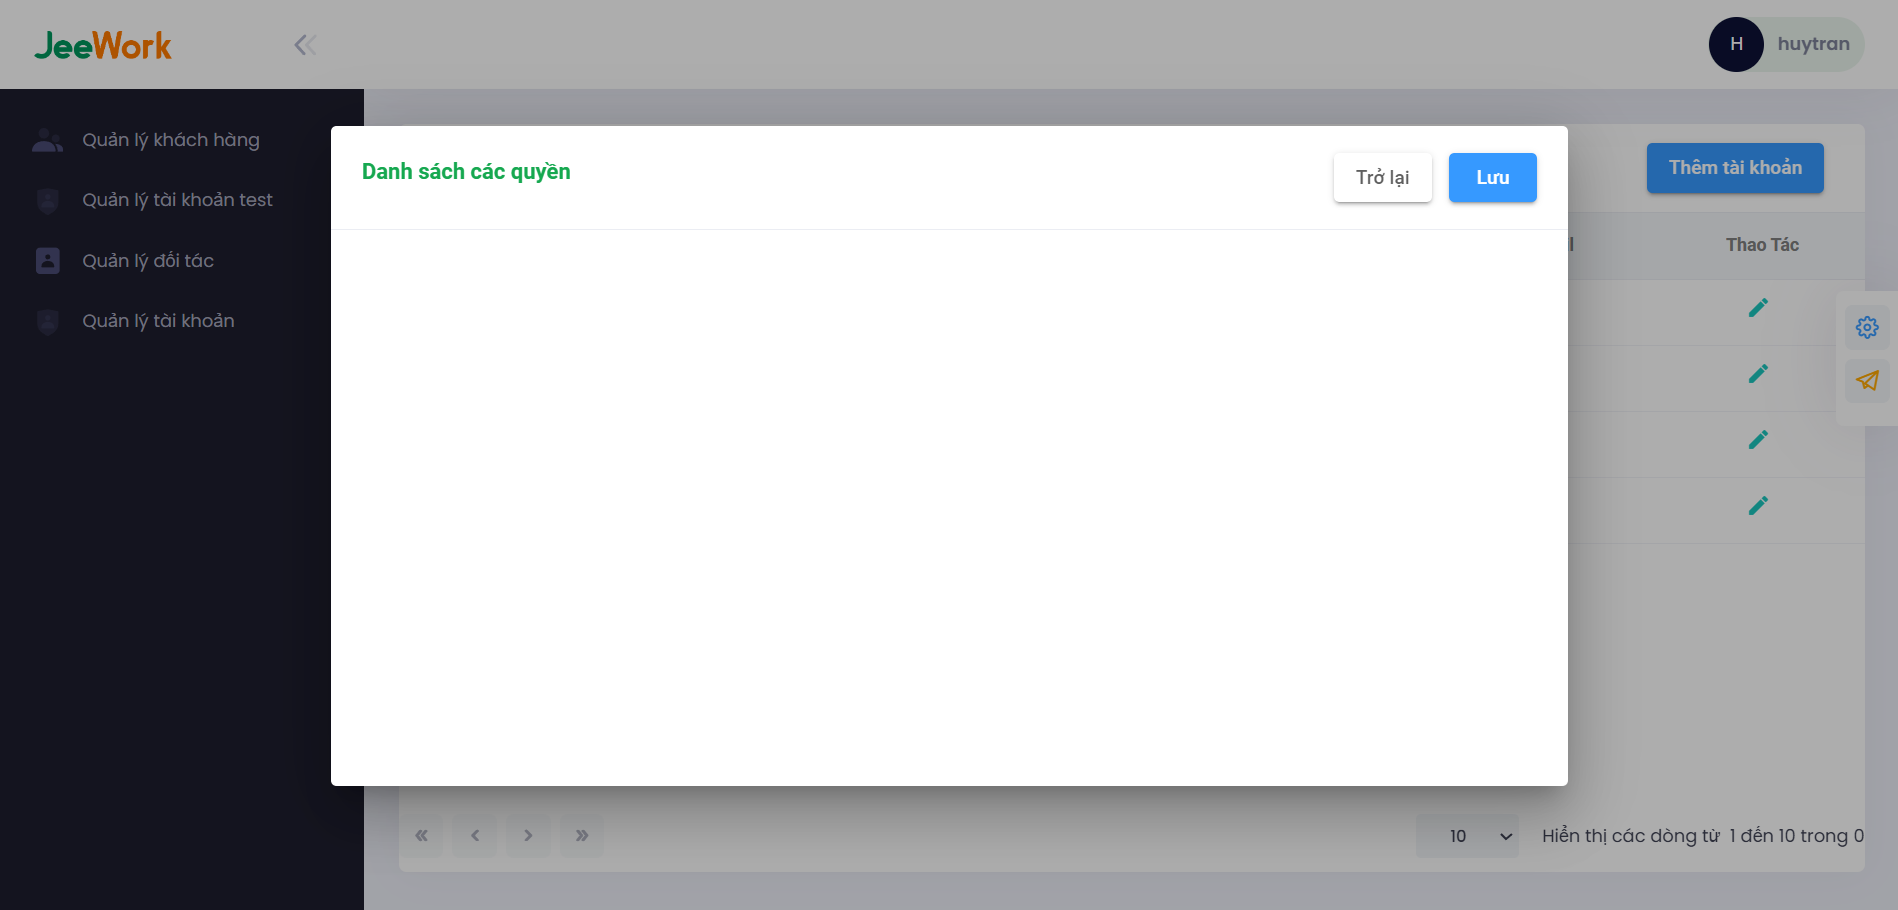 JeeWork
H huytran
Quản lý khách hàng
Quản lý tài khoản test
Quản lý đối tác
Quản lý tài khoản
Danh sách các quyền
Trở lại
Lưu
Thêm tài khoản
Thao Tác
10
Hiển thị các dòng từ 1 đến 10 trong 0